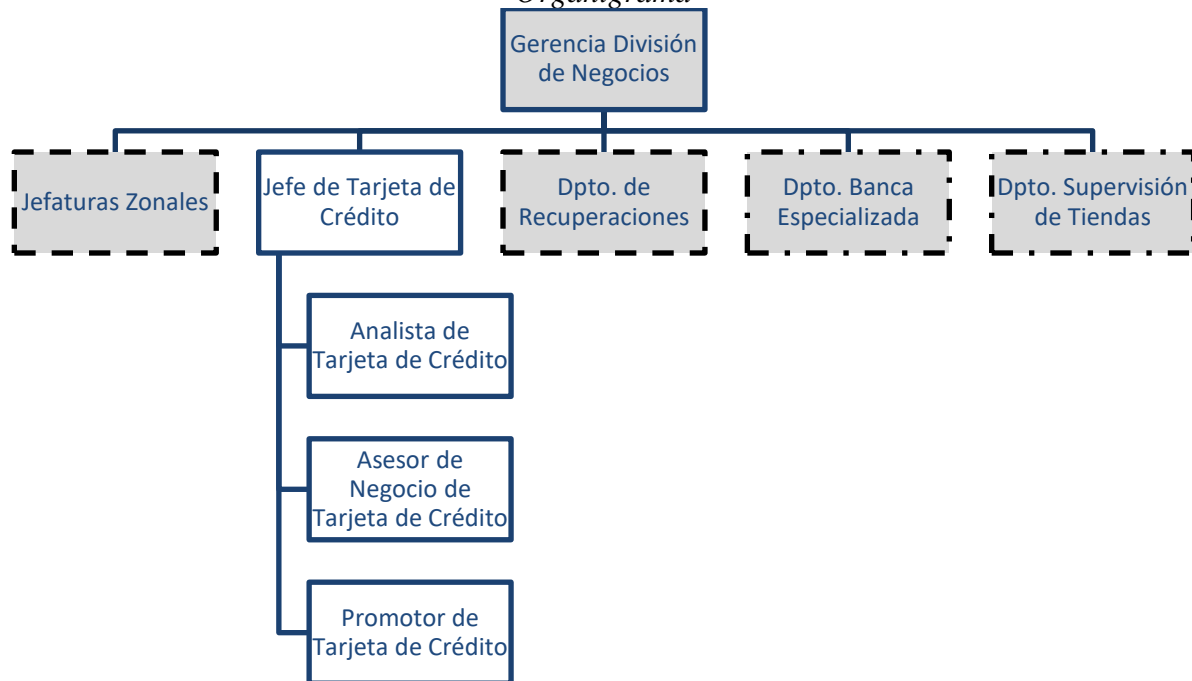 Organigrama
Gerencia División
de Negocios
Jefaturas Zonales
Jefe de Tarjeta de
Crédito
Dpto. de
Recuperaciones
Dpto. Banca
Especializada
Dpto. Supervisión
de Tiendas
Analista de
Tarjeta de Crédito
Asesor de
Negocio de
Tarjeta de Crédito
Promotor de
Tarjeta de Crédito